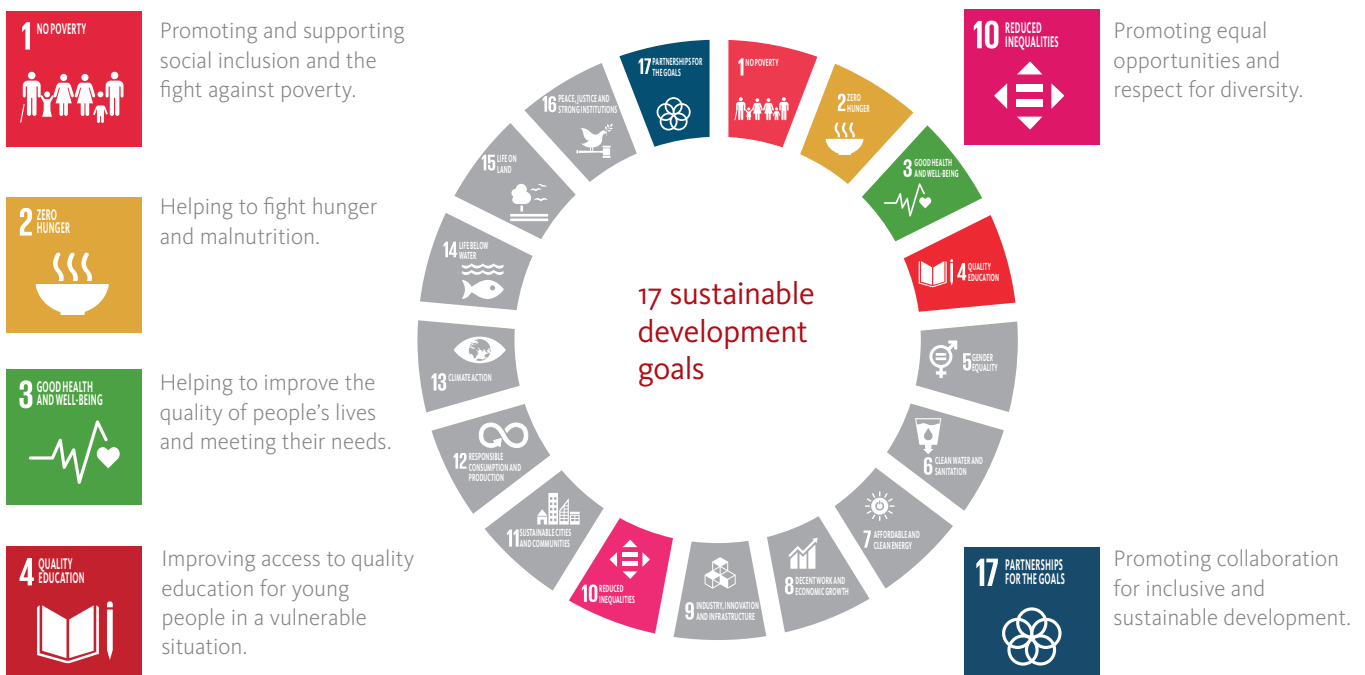 1 NO POVERTY
Promoting and supporting
social inclusion and the
fight against poverty.
2 ZERO
HUNGER
Helping to fight hunger
and malnutrition.
3 GOOD HEALTH
AND WELL-BEING
Helping to improve the
quality of people's lives
and meeting their needs.
4 QUALITY
EDUCATION
Improving access to quality
education for young
people in a vulnerable
situation.
17 sustainable
development
goals
1 NO POVERTY
2 ZERO
HUNGER
3 GOOD HEALTH
AND WELL-BEING
4 QUALITY
EDUCATION
5 GENDER
EQUALITY
6 CLEAN WATER AND
SANITATION
7 AFFORDABLE AND
CLEAN ENERGY
8 DECENT WORK AND
ECONOMIC GROWTH
9 INDUSTRY, INNOVATION
AND INFRASTRUCTURE
10 REDUCED
INEQUALITIES
11 SUSTAINABLE CITIES
AND COMMUNITIES
12 RESPONSIBLE
CONSUMPTION AND
PRODUCTION
13 CLIMATE ACTION
14 LIFE BELOW
WATER
15 LIFE ON
LAND
16 PEACE, JUSTICE AND
STRONG INSTITUTIONS
17 PARTNERSHIPS FOR
THE GOALS
10 REDUCED
INEQUALITIES
Promoting equal
opportunities and
respect for diversity.
17 PARTNERSHIPS
FOR THE GOALS
Promoting collaboration
for inclusive and
sustainable development.